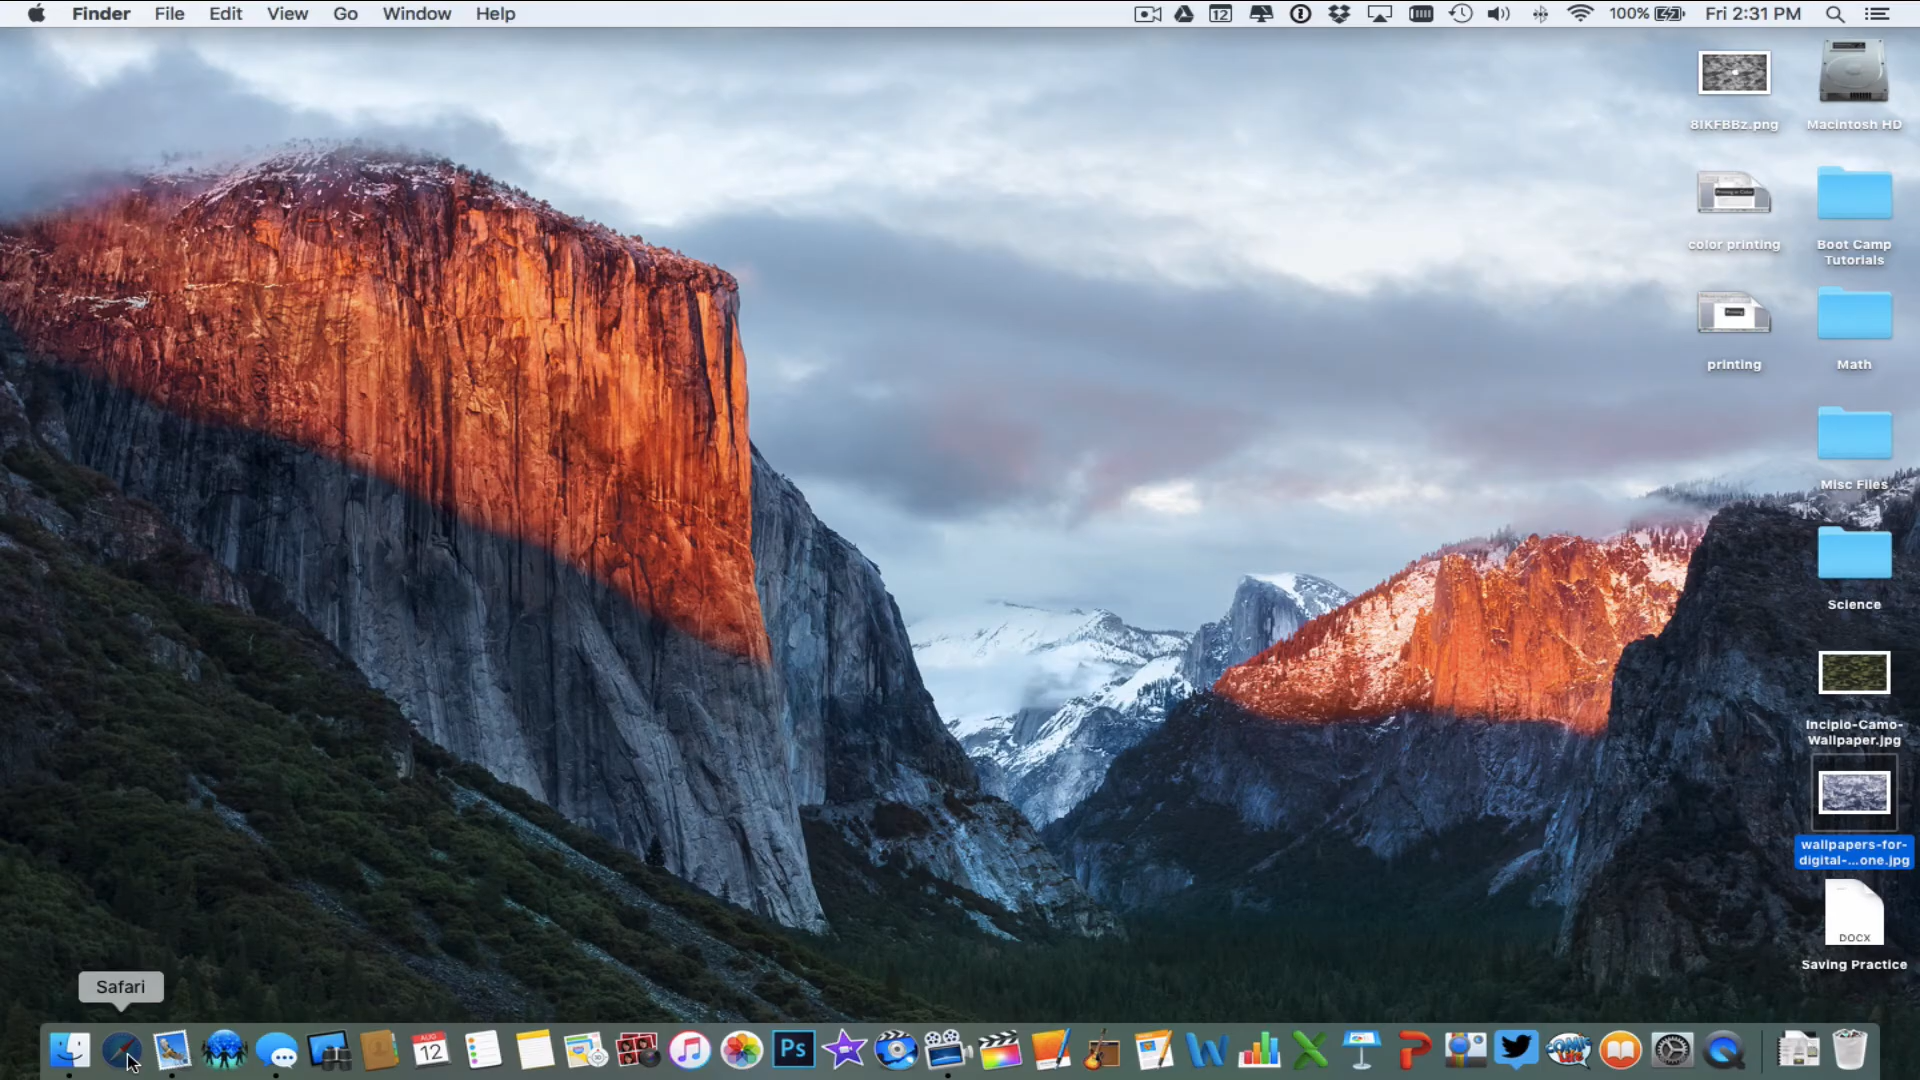 Finder File Edit View Go Window Help
12
100%
Fri 2:31 PM
8IKFBBz.png
Macintosh HD
color printing
Boot Camp
Tutorials
printing
Math
Misc Files
Science
Incipio-Camo-
Wallpaper.jpg
wallpapers-for-
digital-...one.jpg
DOCX
Saving Practice
Safari
AUG
12
Ps